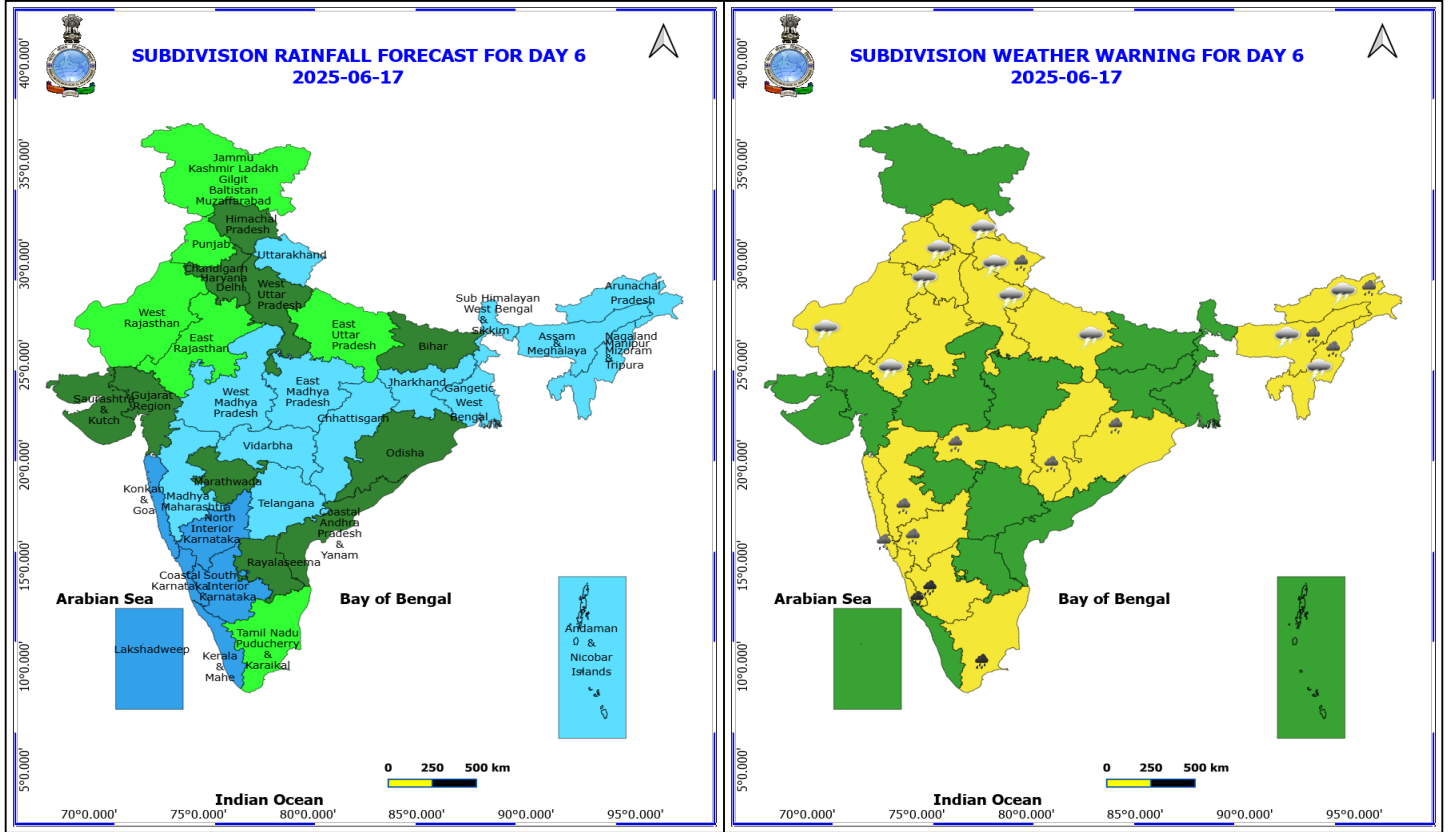 SUBDIVISION RAINFALL FORECAST FOR DAY 6
2025-06-17
40°0.000'
35°0.000'
30°0.000'
25°0.000'
20°0.000'
15°0.000'
10°0.000'
5°0.000'
Jammu
Kashmir Ladakh
Gilgit
Baltistan
Muzaffarabad
Himachal
Pradesh
Punjab
Uttarakhand
Chandigarh
Haryana
Delhi
West
Uttar
Pradesh
West
Rajasthan
East
Rajasthan
East
Uttar
Pradesh
Bihar
Sub Himalayan
West Bengal
&
Sikkim
Arunachal
Pradesh
Assam
&
Meghalaya
Nagaland
Manipur
Mizoram
&
Tripura
Saurashtra
&
Kutch
Gujarat
Region
West
Madhya
Pradesh
East
Madhya
Pradesh
Jharkhand
Gangetic
West
Bengal
Chhattisgarh
Vidarbha
Odisha
Marathwada
Konkan
&
Goa
Madhya
Maharashtra
Telangana
North
Interior
Karnataka
Coastal
Andhra
Pradesh
&
Yanam
Rayalaseema
Coastal
Karnataka
South
Interior
Karnataka
Arabian Sea
Bay of Bengal
Lakshadweep
Kerala
&
Mahe
Tamil Nadu
Puducherry
&
Karaikal
Andaman
&
Nicobar
Islands
0 250 500 km
Indian Ocean
70°0.000' 75°0.000' 80°0.000' 85°0.000' 90°0.000' 95°0.000'
SUBDIVISION WEATHER WARNING FOR DAY 6
2025-06-17
40°0.000'
35°0.000'
30°0.000'
25°0.000'
20°0.000'
15°0.000'
10°0.000'
5°0.000'
Arabian Sea
Bay of Bengal
0 250 500 km
Indian Ocean
70°0.000' 75°0.000' 80°0.000' 85°0.000' 90°0.000' 95°0.000'